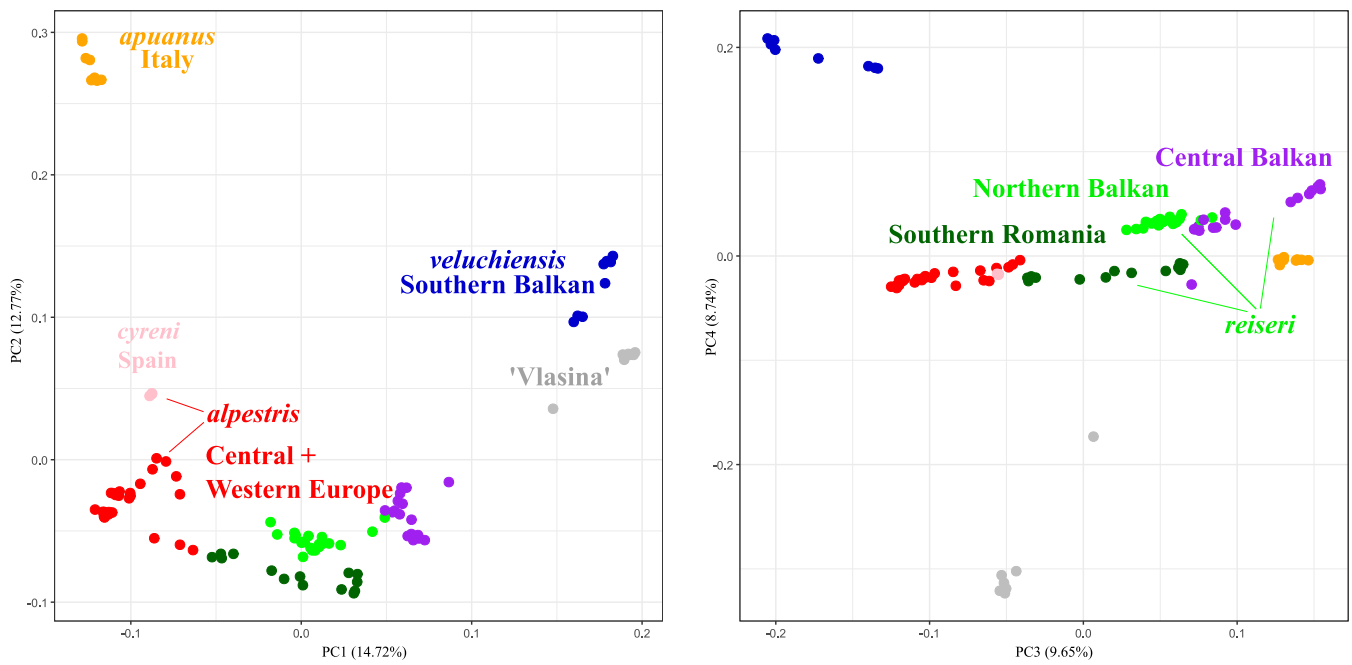 apuanus
Italy
veluchiensis
Southern Balkan
cyreni
Spain
'Vlasina'
alpestris
Central +
Western Europe
0.3
0.2
0.1
0.0
-0.1
PC2 (12.77%)
-0.1
0.0
0.1
0.2
PC1 (14.72%)
Central Balkan
Northern Balkan
Southern Romania
reiseri
0.2
0.0
-0.2
PC4 (8.74%)
-0.2
-0.1
0.0
0.1
PC3 (9.65%)